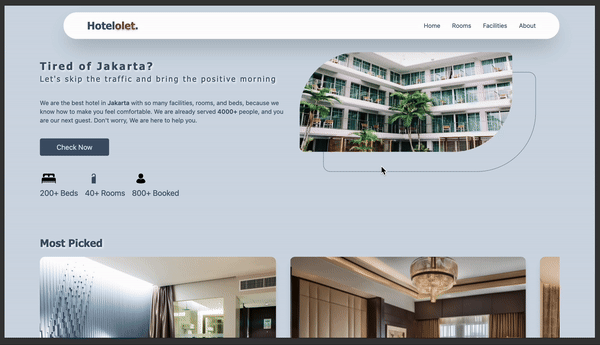 Hotelolet.
Home Rooms Facilities About
Tired of Jakarta?
Let's skip the traffic and bring the positive morning
We are the best hotel in Jakarta with so many facilities, rooms, and beds, because we
know how to make you feel comfortable. We are already served 4000+ people, and you
are our next guest. Don't worry, We are here to help you.
Check Now
200+ Beds 40+ Rooms 800+ Booked
Most Picked